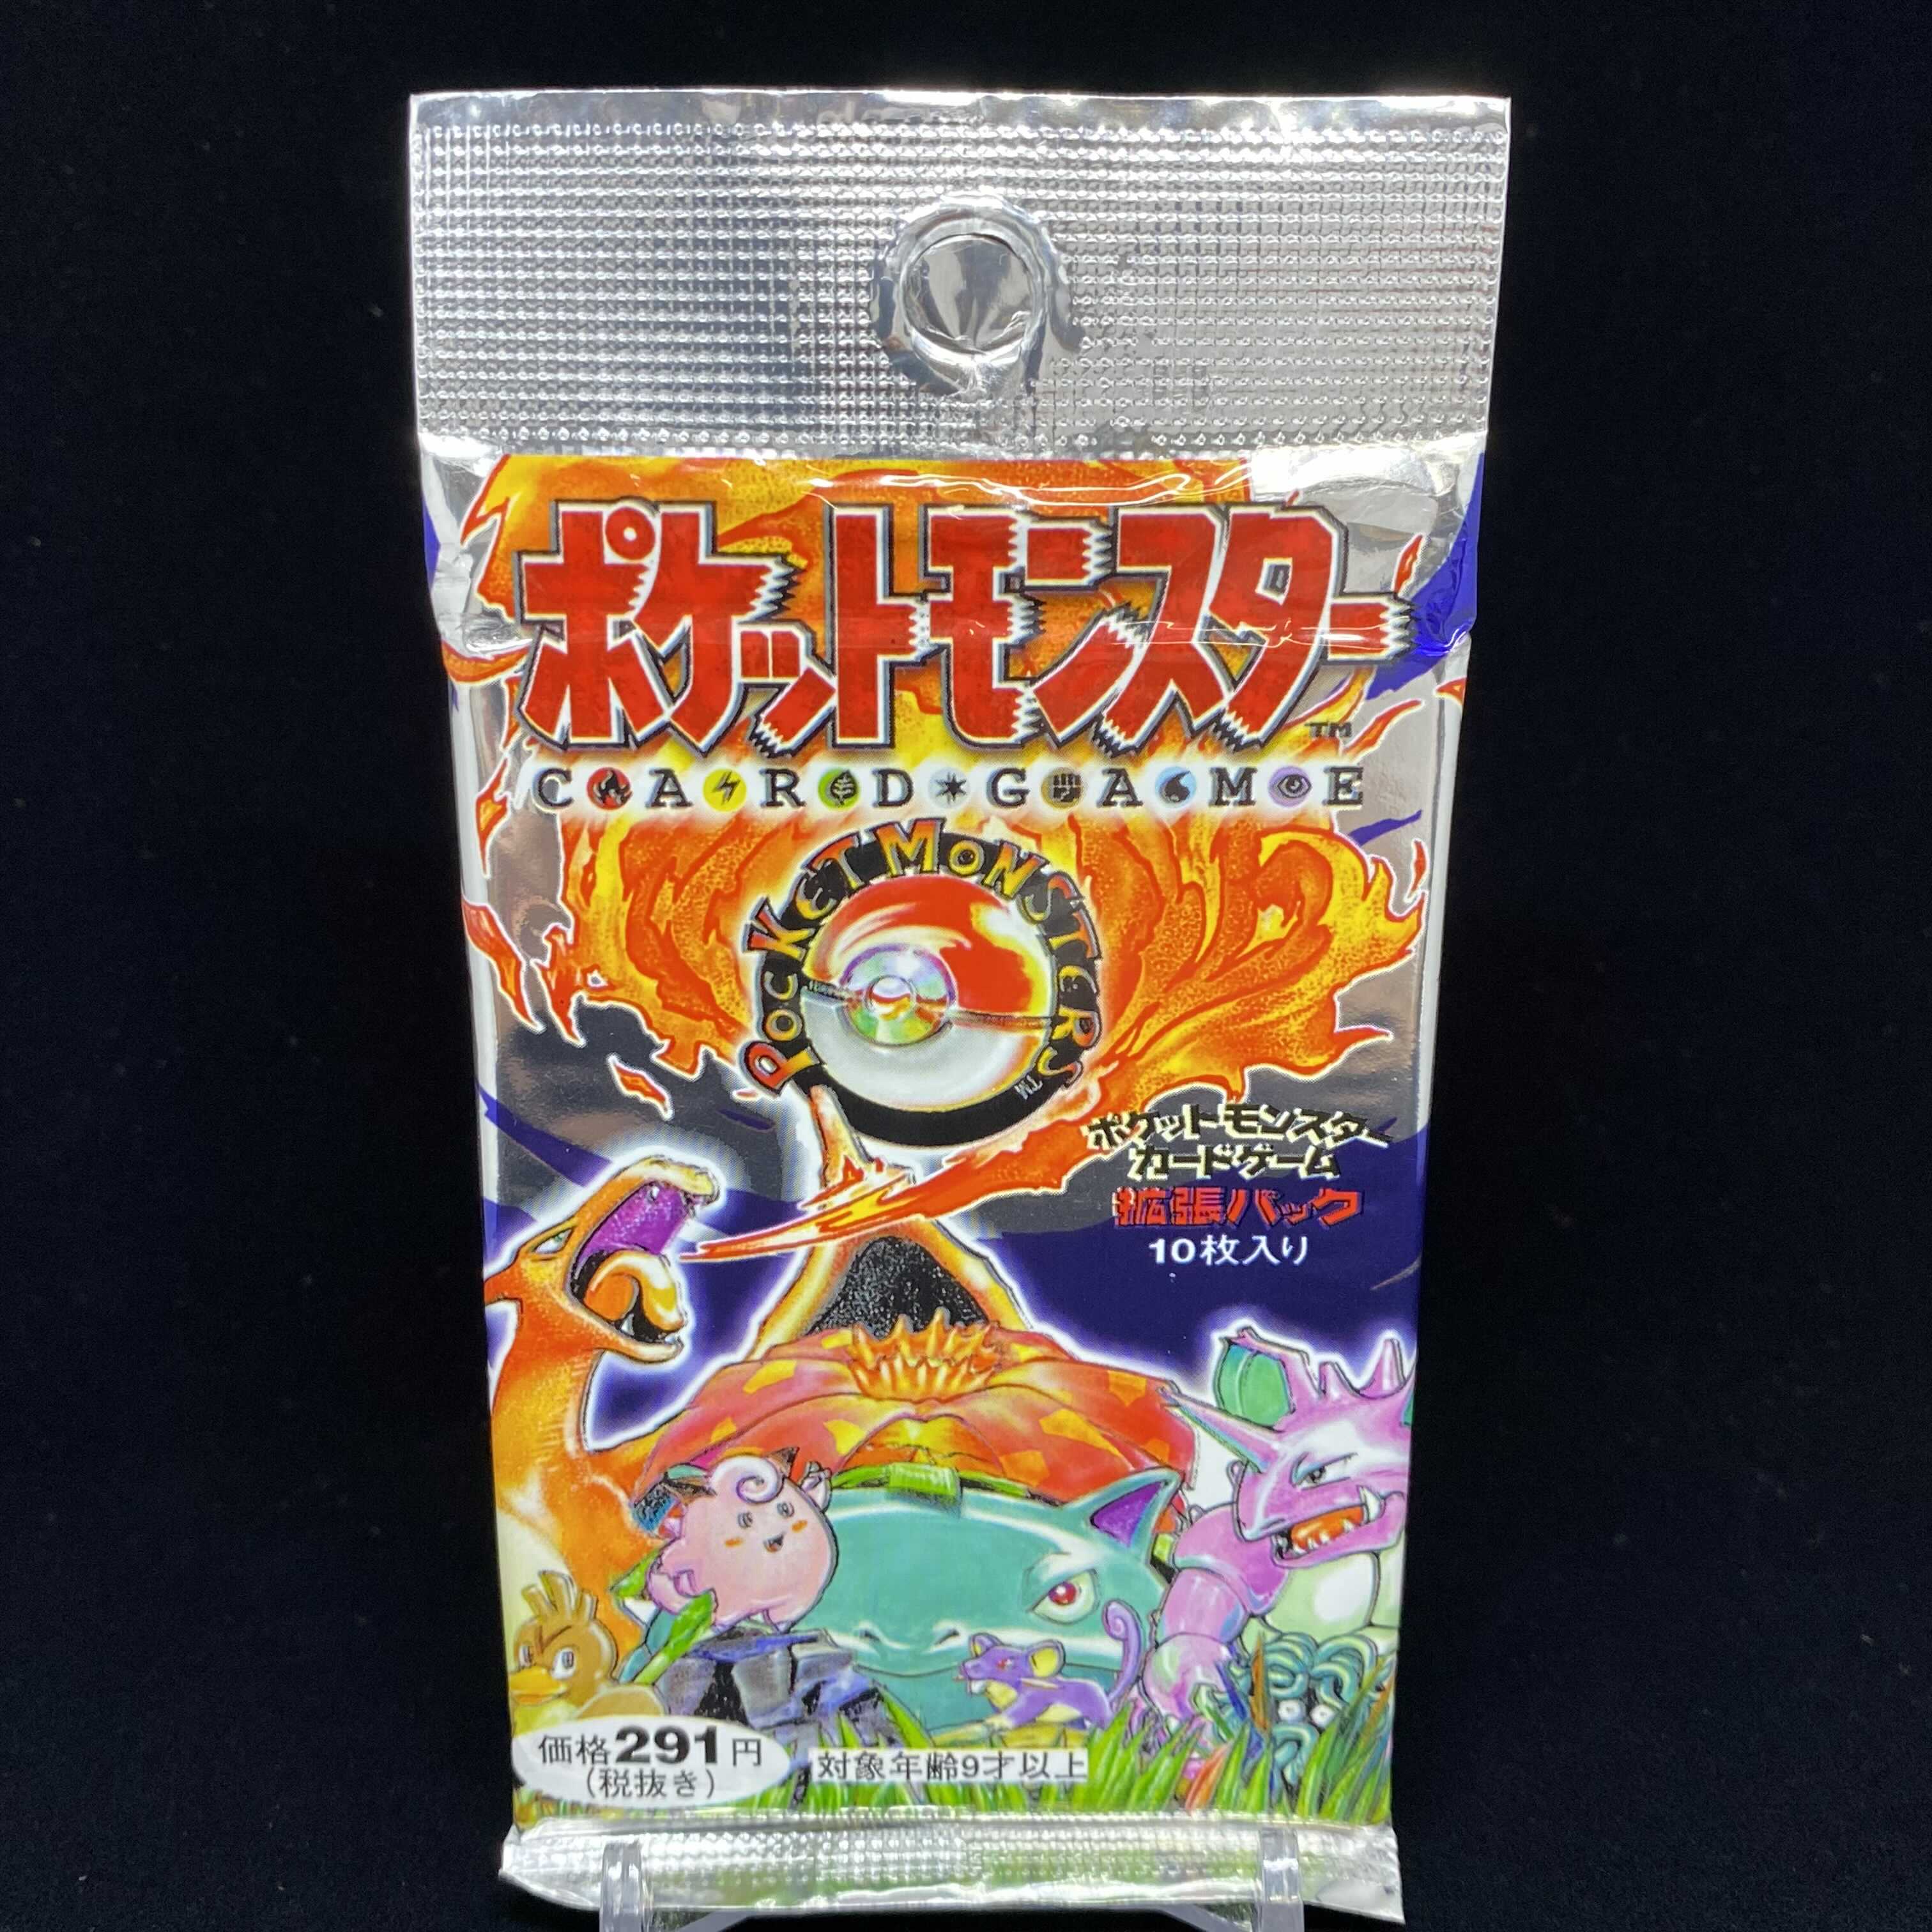 ポケットモンスター
TM
CARD GAME
POCKET MONSTERS
TM
ポケットモンスター
カードゲーム
拡張パック
10枚入り
価格291円
(税抜き)
対象年齢9才以上